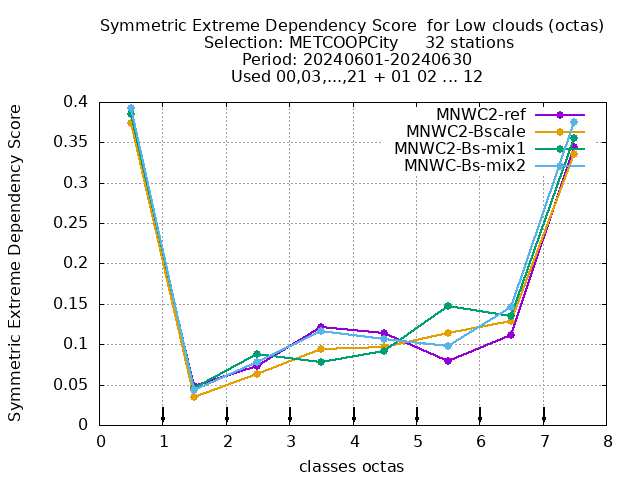 Symmetric Extreme Dependency Score  for Low clouds (octas)
Selection: METCOOPCity     32 stations
Period: 20240601-20240630
Used 00,03,...,21 + 01 02 ... 12
Symmetric Extreme Dependency Score
0.4
0.35
0.3
0.25
0.2
0.15
0.1
0.05
0
MNWC2-ref
MNWC2-Bscale
MNWC2-Bs-mix1
MNWC-Bs-mix2
0 1 2 3 4 5 6 7 8
classes octas